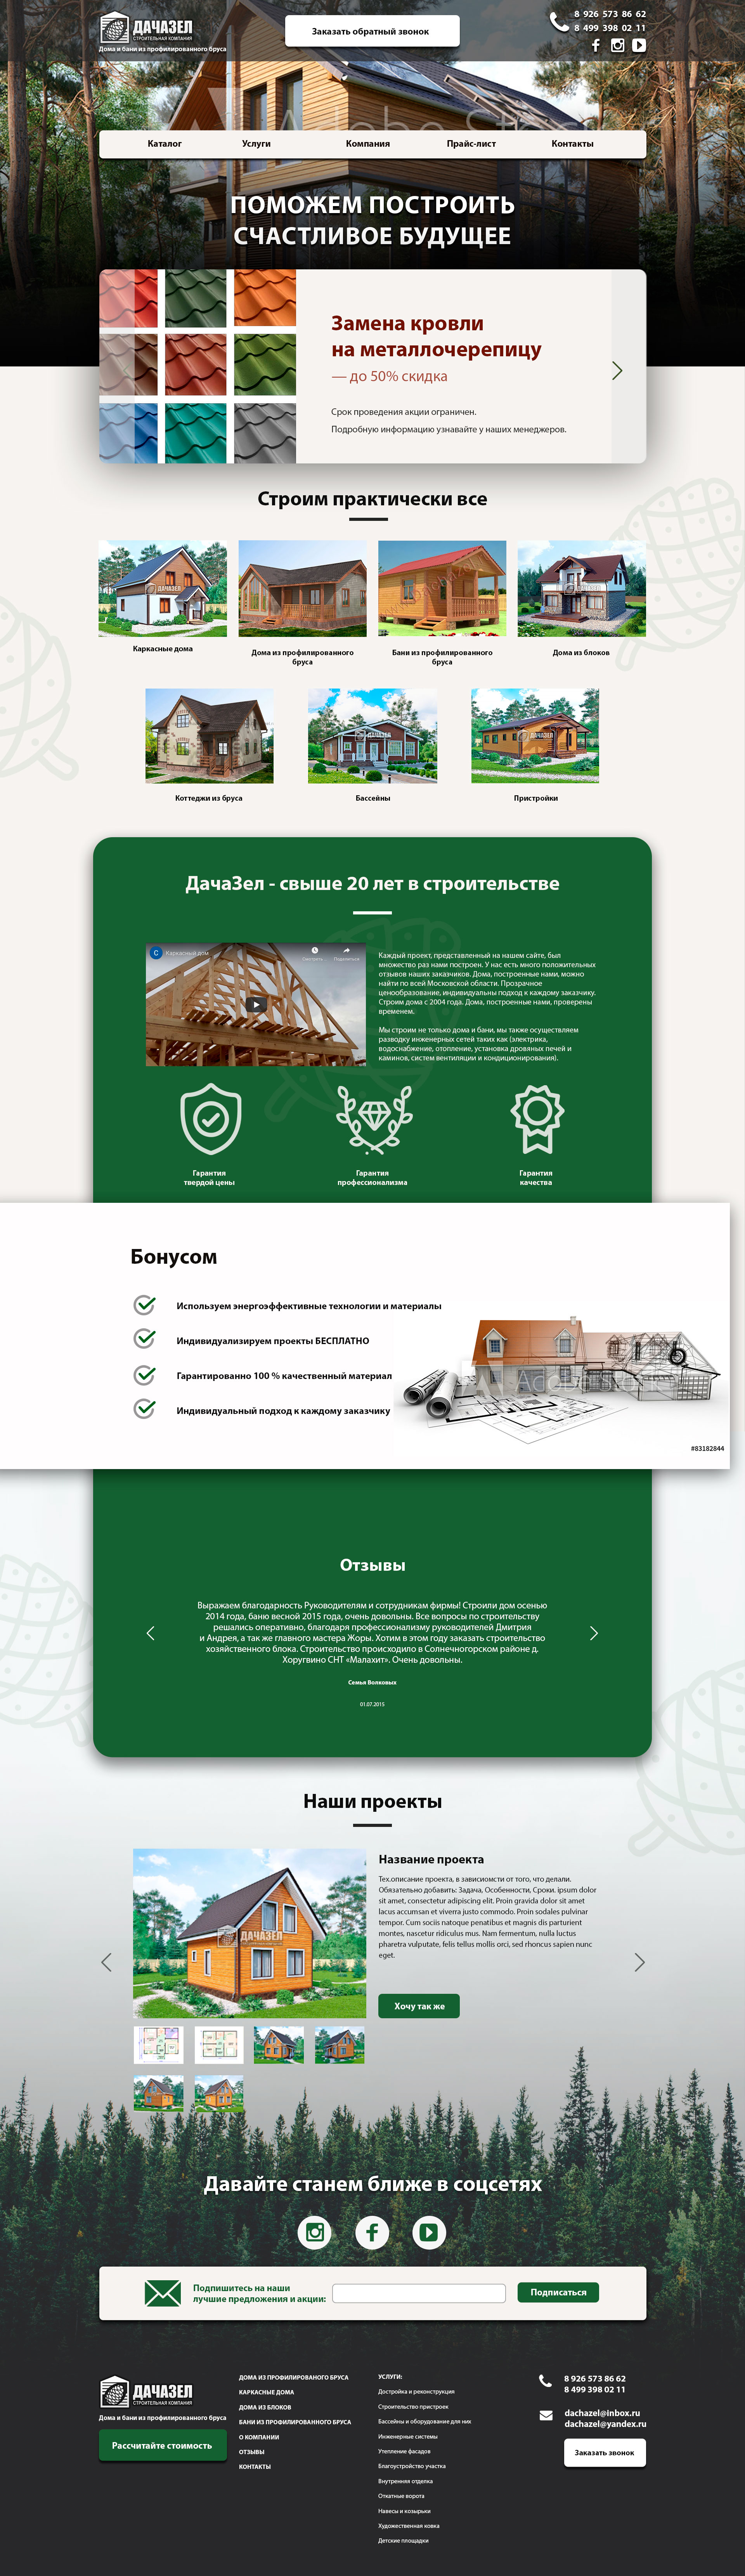 ДАЧАЗЕЛ
СТРОИТЕЛЬНАЯ КОМПАНИЯ
Дома и бани из профилированного бруса
Заказать обратный звонок
8 926 573 86 62
8 499 398 02 11
Adobe Stock
Каталог
Услуги
Компания
Прайс-лист
Контакты
ПОМОЖЕМ ПОСТРОИТЬ
СЧАСТЛИВОЕ БУДУЩЕЕ
Замена кровли
на металлочерепицу
— до 50% скидка
Срок проведения акции ограничен.
Подробную информацию узнавайте у наших менеджеров.
Строим практически все
ДАЧАЗЕЛ
Каркасные дома
Дома из профилированного
бруса
Бани из профилированного
бруса
Дома из блоков
ДАЧАЗЕЛ
ДАЧАЗЕЛ
Коттеджи из бруса
Бассейны
Пристройки
ДачаЗел - свыше 20 лет в строительстве
С
Каркасный дом
Смотреть...
Поделиться
Каждый проект, представленный на нашем сайте, был
множество раз нами построен. У нас есть много положительных
отзывов наших заказчиков. Дома, построенные нами, можно
найти по всей Московской области. Прозрачное
ценообразование, индивидуальны подход к каждому заказчику.
Строим дома с 2004 года. Дома, построенные нами, проверены
временем.
Мы строим не только дома и бани, мы также осуществляем
разводку инженерных сетей таких как (электрика,
водоснабжение, отопление, установка дровяных печей и
каминов, систем вентиляции и кондиционирования).
Гарантия
твердой цены
Гарантия
профессионализма
Гарантия
качества
Бонусом
Используем энергоэффективные технологии и материалы
Индивидуализируем проекты БЕСПЛАТНО
Гарантированно 100 % качественный материал
Индивидуальный подход к каждому заказчику
Adobe Stock
#83182844
Отзывы
Выражаем благодарность Руководителям и сотрудникам фирмы! Строили дом осенью
2014 года, баню весной 2015 года, очень довольны. Все вопросы по строительству
решались оперативно, благодаря профессионализму руководителей Дмитрия
и Андрея, а так же главного мастера Жоры. Хотим в этом году заказать строительство
хозяйственного блока. Строительство происходило в Солнечногорском районе д.
Хоругвино СНТ «Малахит». Очень довольны.
Семья Волковых
01.07.2015
Наши проекты
ДАЧАЗЕЛ
Название проекта
Тех.описание проекта, в зависиомсти от того, что делали.
Обязательно добавить: Задача, Особенности, Сроки. ipsum dolor
sit amet, consectetur adipiscing elit. Proin gravida dolor sit amet
lacus accumsan et viverra justo commodo. Proin sodales pulvinar
tempor. Cum sociis natoque penatibus et magnis dis parturient
montes, nascetur ridiculus mus. Nam fermentum, nulla luctus
pharetra vulputate, felis tellus mollis orci, sed rhoncus sapien nunc
eget.
Хочу так же
Давайте станем ближе в соцсетях
Подпишитесь на наши
лучшие предложения и акции:
Подписаться
ДАЧАЗЕЛ
СТРОИТЕЛЬНАЯ КОМПАНИЯ
Дома и бани из профилированного бруса
Рассчитайте стоимость
ДОМА ИЗ ПРОФИЛИРОВАНОГО БРУСА
КАРКАСНЫЕ ДОМА
ДОМА ИЗ БЛОКОВ
БАНИ ИЗ ПРОФИЛИРОВАННОГО БРУСА
О КОМПАНИИ
ОТЗЫВЫ
КОНТАКТЫ
УСЛУГИ:
Достройка и реконструкция
Строительство пристроек
Бассейны и оборудование для них
Инженерные системы
Утепление фасадов
Благоустройство участка
Внутренняя отделка
Откатные ворота
Навесы и козырьки
Художественная ковка
Детские площадки
8 926 573 86 62
8 499 398 02 11
dachazel@inbox.ru
dachazel@yandex.ru
Заказать звонок